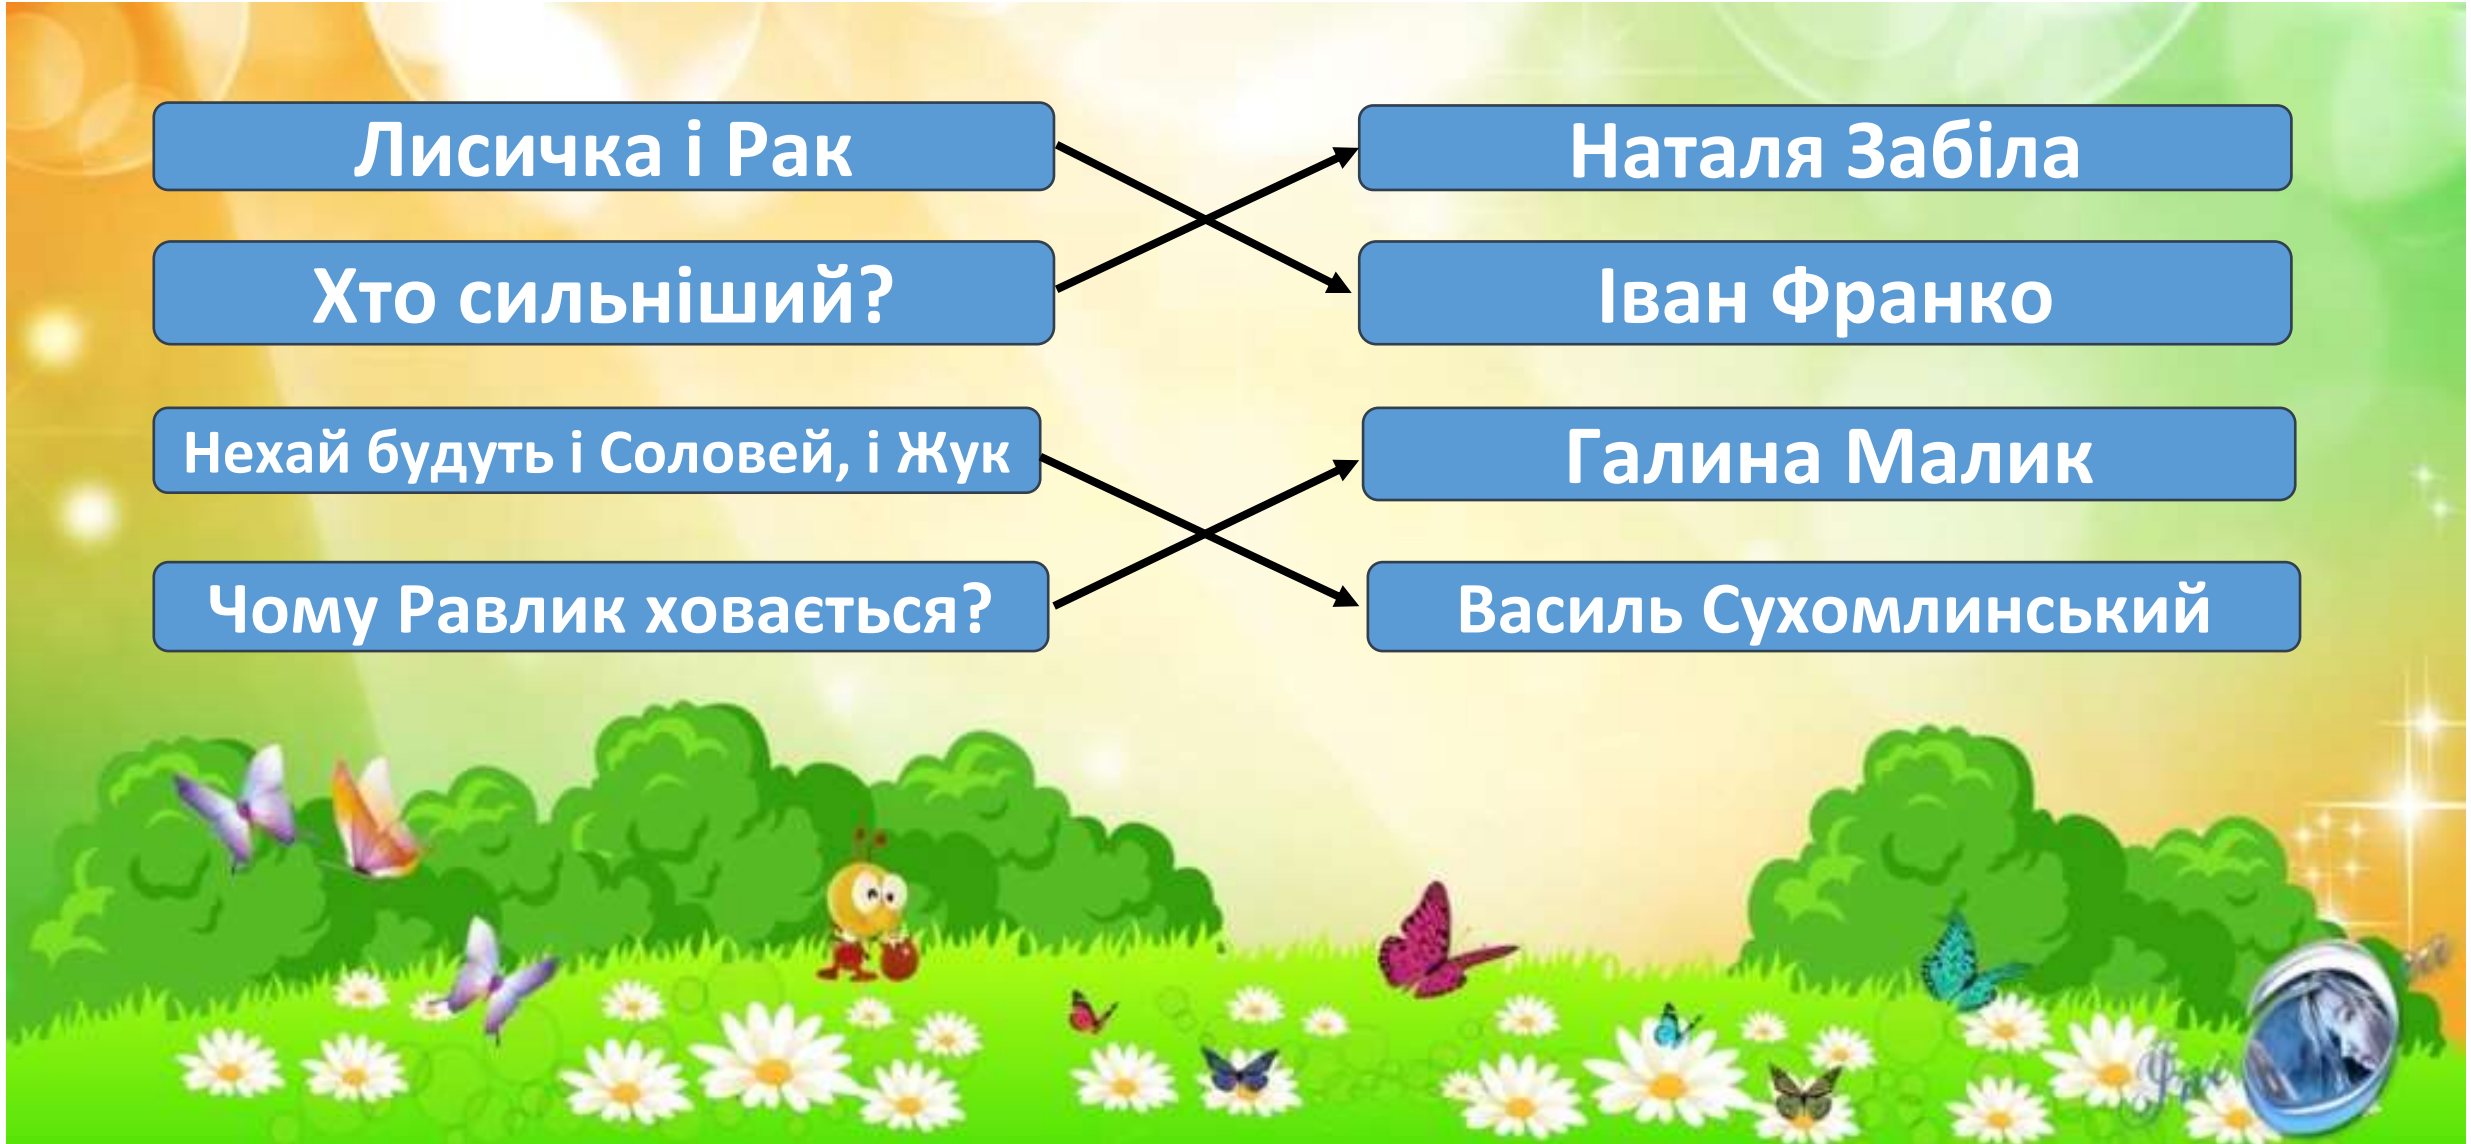 Лисичка і Рак
Наталя Забіла
Хто сильніший?
Іван Франко
Нехай будуть і Соловей, і Жук
Галина Малик
Чому Равлик ховається?
Василь Сухомлинський